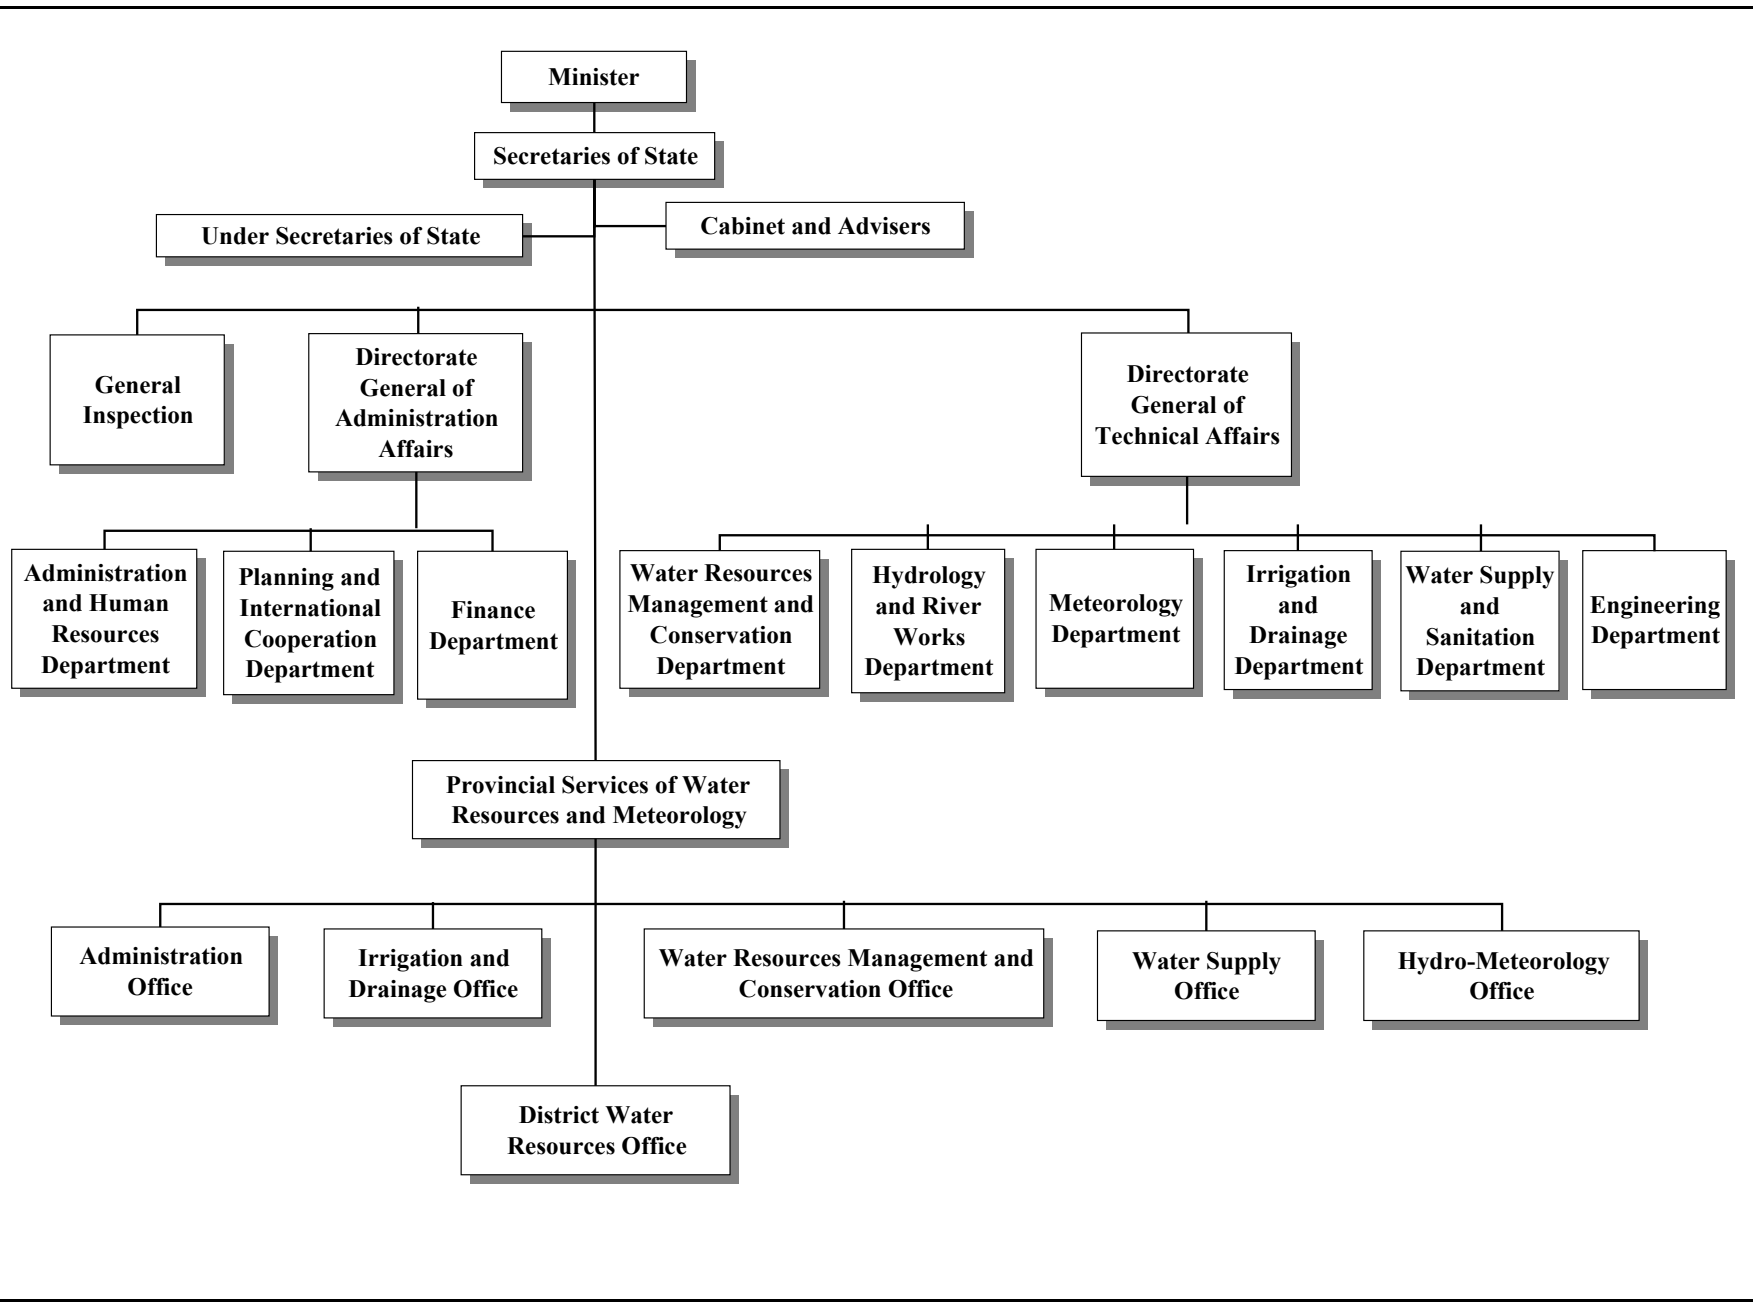 Minister
Secretaries of State
Under Secretaries of State
Cabinet and Advisers
General
Inspection
Directorate
General of
Administration
Affairs
Directorate
General of
Technical Affairs
Administration
and Human
Resources
Department
Planning and
International
Cooperation
Department
Finance
Department
Water Resources
Management and
Conservation
Department
Hydrology
and River
Works
Department
Meteorology
Department
Irrigation
and
Drainage
Department
Water Supply
and
Sanitation
Department
Engineering
Department
Provincial Services of Water
Resources and Meteorology
Administration
Office
Irrigation and
Drainage Office
Water Resources Management and
Conservation Office
Water Supply
Office
Hydro-Meteorology
Office
District Water
Resources Office